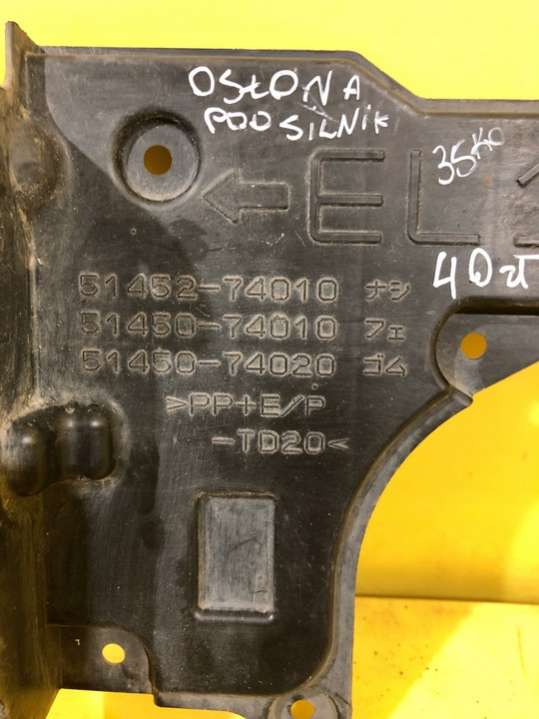 OSŁONA
POD SILNIK
35KO
← EL
40zł
51452-74010 ナシ
51450-74010 フェ
51450-74020 ゴム
>PP+E/P
-TD20<